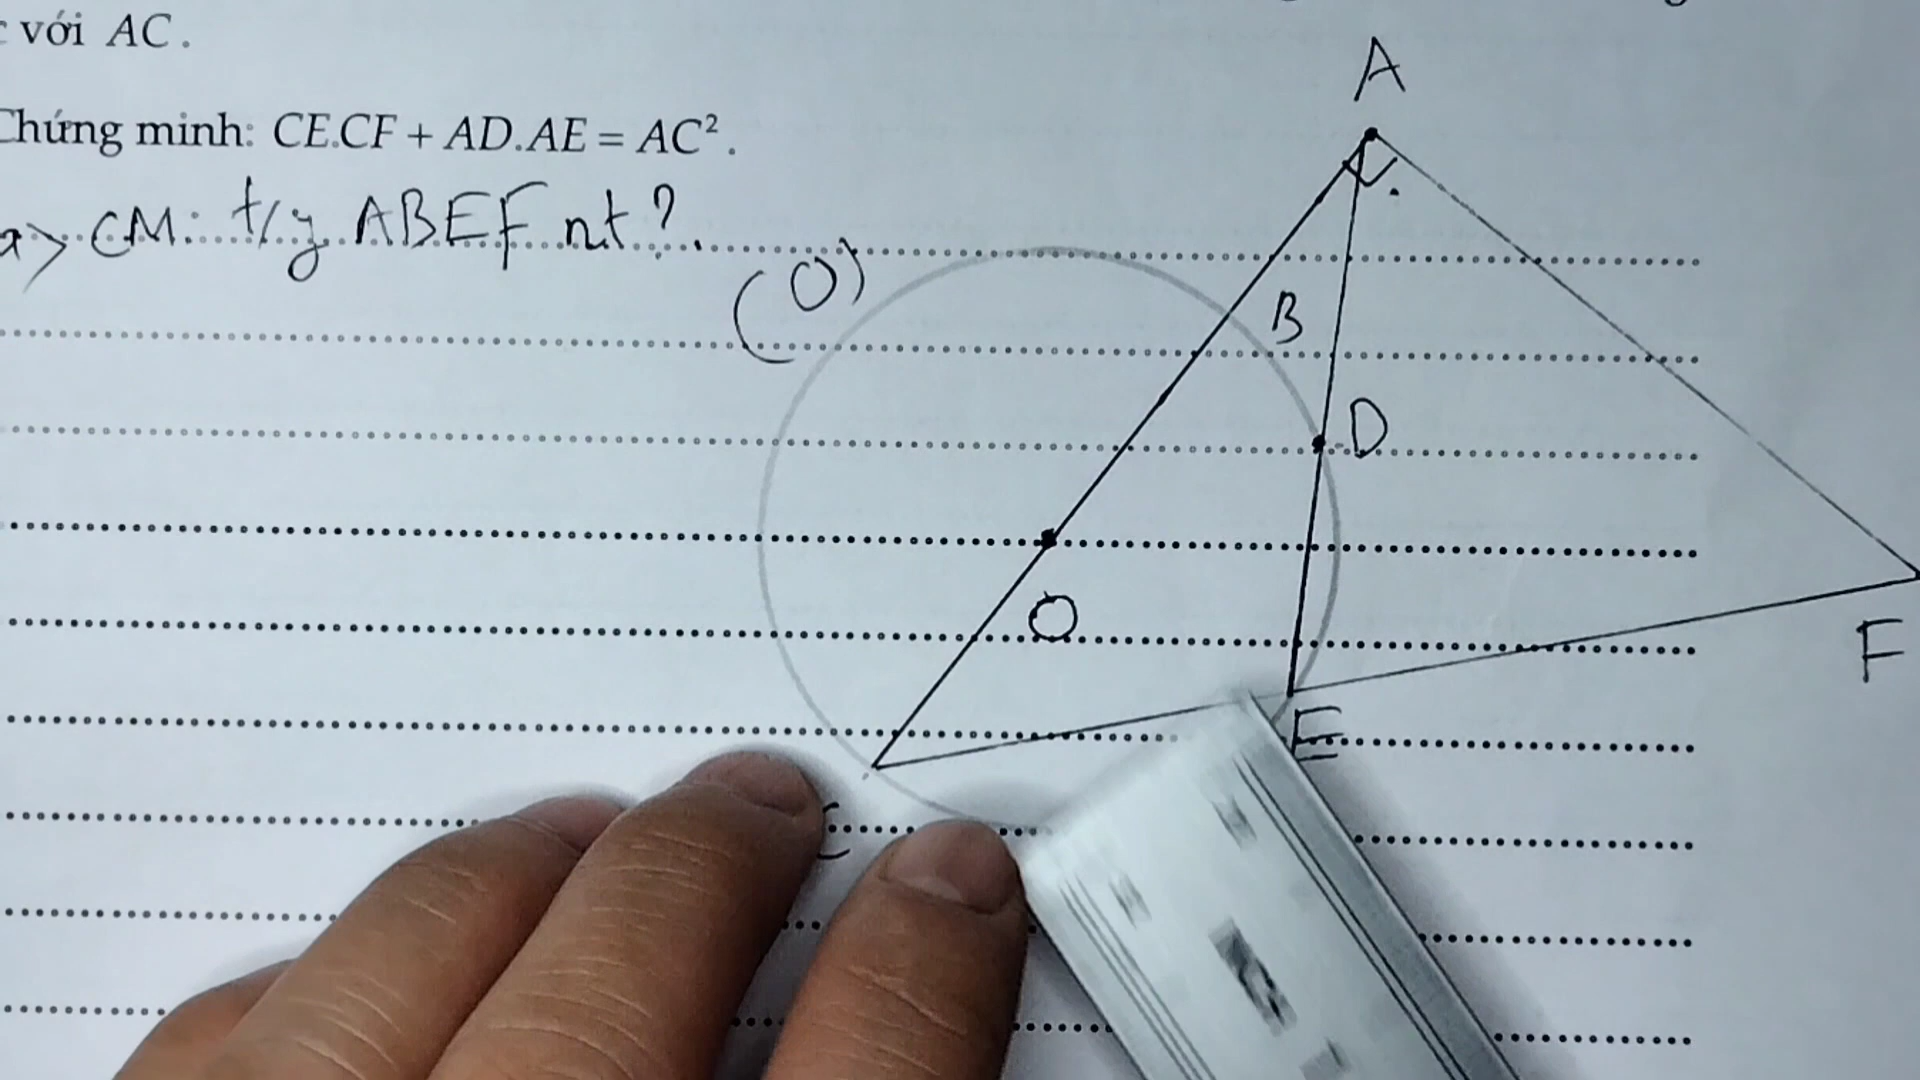 với AC.
Chứng minh: CE.CF + AD.AE = AC².
a> CM: t/g ABEF nt?
(O)
A
B
D
O
F
E
C